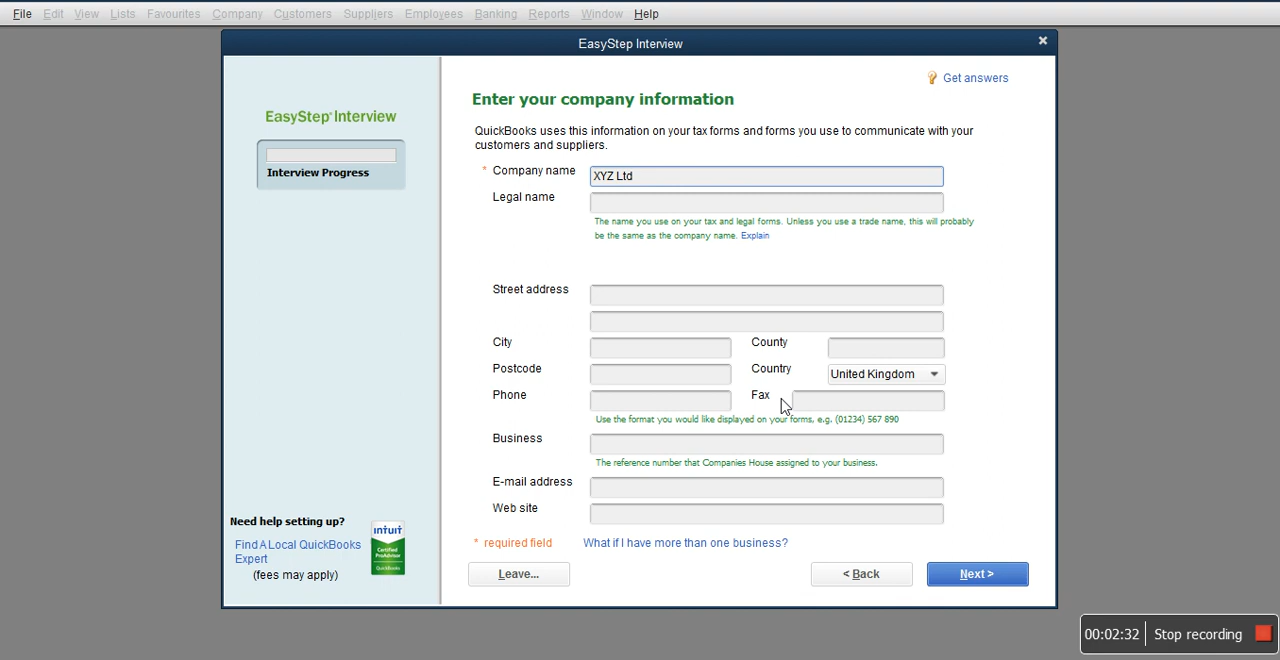 File Edit View Lists Favourites Company Customers Suppliers Employees Banking Reports Window Help
EasyStep Interview
Get answers
EasyStep Interview
Interview Progress
Enter your company information
QuickBooks uses this information on your tax forms and forms you use to communicate with your
customers and suppliers.
* Company name XYZ Ltd
Legal name
The name you use on your tax and legal forms. Unless you use a trade name, this will probably
be the same as the company name. Explain
Street address
City County
Postcode Country United Kingdom
Phone Fax
Use the format you would like displayed on your forms, e.g. (01234) 567 890
Business
The reference number that Companies House assigned to your business.
E-mail address
Web site
* required field What if I have more than one business?
Need help setting up?
Find A Local QuickBooks
Expert
(fees may apply)
intuit
Certified
ProAdvisor
QuickBooks
Leave... < Back Next >
00:02:32 Stop recording